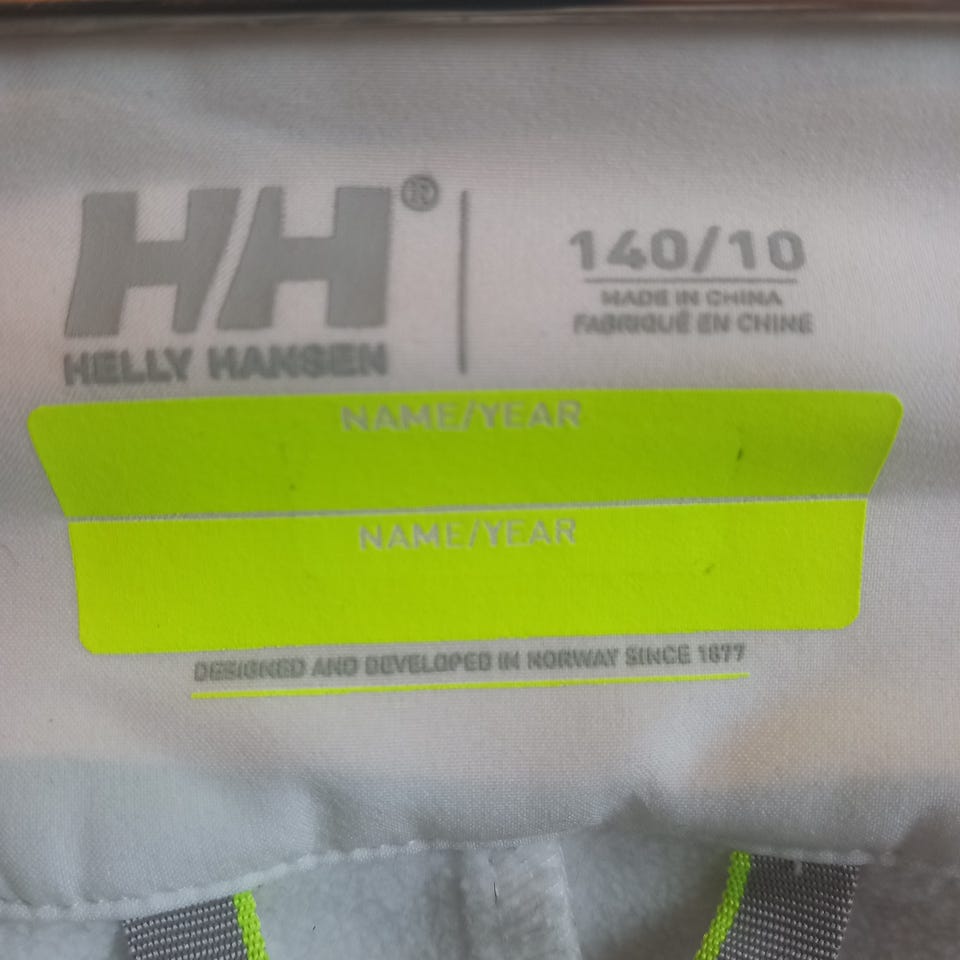 HH®
HELLY HANSEN
140/10
MADE IN CHINA
FABRIQUÉ EN CHINE
NAME/YEAR
NAME/YEAR
DESIGNED AND DEVELOPED IN NORWAY SINCE 1877